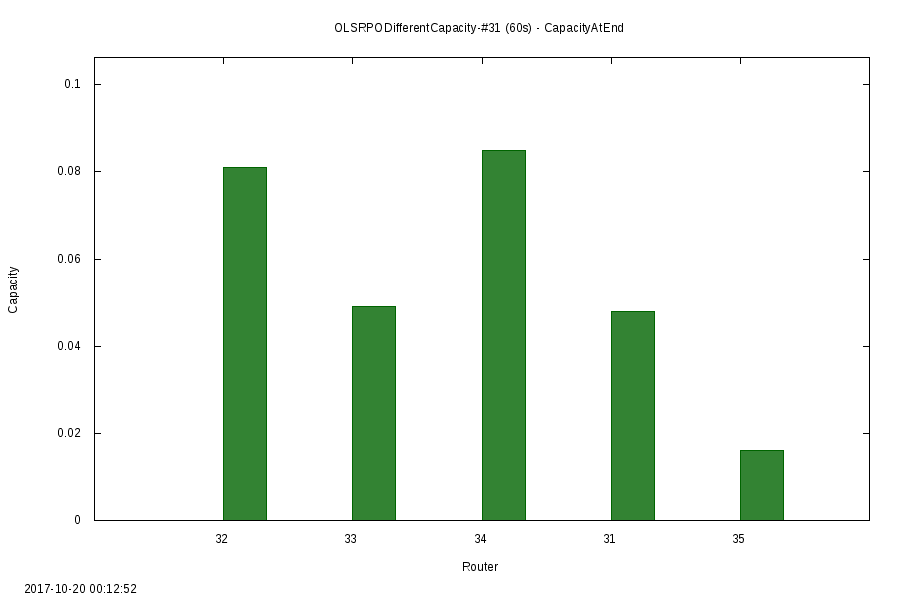 OLSRPODifferentCapacity-#31 (60s) - CapacityAtEnd
0.1
0.08
0.06
0.04
0.02
0
Capacity
32 33 34 31 35
Router
2017-10-20 00:12:52